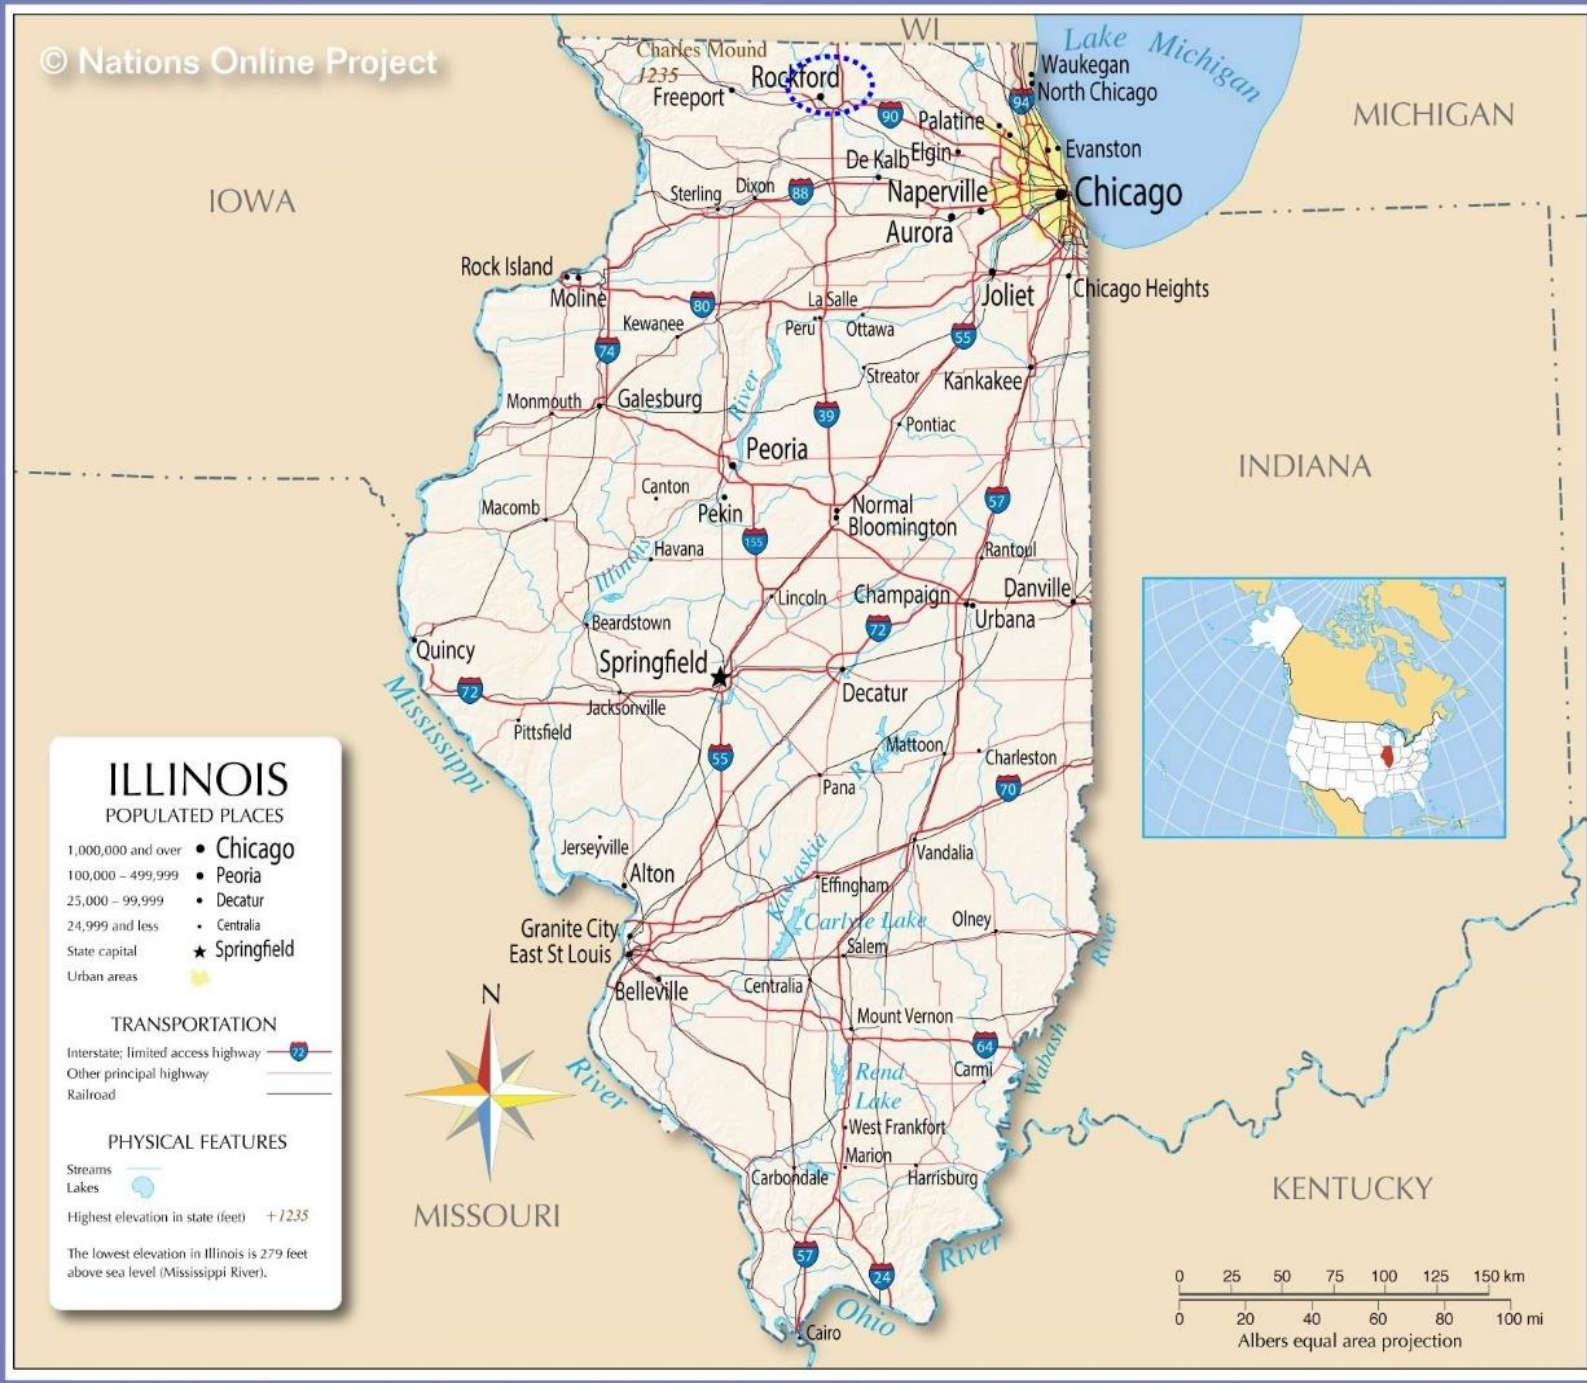 WI
© Nations Online Project
Charles Mound
1235
Rockford
Freeport
Lake Michigan
Waukegan
North Chicago
94
90
Palatine
MICHIGAN
Evanston
De Kalb
Elgin
IOWA
Sterling
Dixon
88
Naperville
Chicago
Aurora
Rock Island
Moline
Joliet
Chicago Heights
80
La Salle
Kewanee
Peru
Ottawa
55
74
Streator
Kankakee
River
Monmouth
Galesburg
39
Pontiac
Peoria
INDIANA
Canton
Macomb
Pekin
Normal
Bloomington
57
155
Havana
Rantoul
Illinois
Lincoln
Champaign
Danville
Urbana
Beardstown
72
Quincy
Springfield
72
Decatur
Jacksonville
Mississippi
Pittsfield
55
Mattoon
Charleston
R
Pana
70
Jerseyville
Vandalia
Alton
Effingham
Kaskaskia
Carlyle Lake
Olney
Granite City
East St Louis
Salem
River
Belleville
Centralia
Mount Vernon
64
Wabash
Carmi
River
Rend
Lake
West Frankfort
Marion
Carbondale
Harrisburg
MISSOURI
KENTUCKY
57
24
River
Ohio
Cairo
N
ILLINOIS
POPULATED PLACES
1,000,000 and over Chicago
100,000 – 499,999 Peoria
25,000 – 99,999 Decatur
24,999 and less Centralia
State capital Springfield
Urban areas
TRANSPORTATION
Interstate; limited access highway 72
Other principal highway
Railroad
PHYSICAL FEATURES
Streams
Lakes
Highest elevation in state (feet) +1235
The lowest elevation in Illinois is 279 feet
above sea level (Mississippi River).
0 25 50 75 100 125 150 km
0 20 40 60 80 100 mi
Albers equal area projection